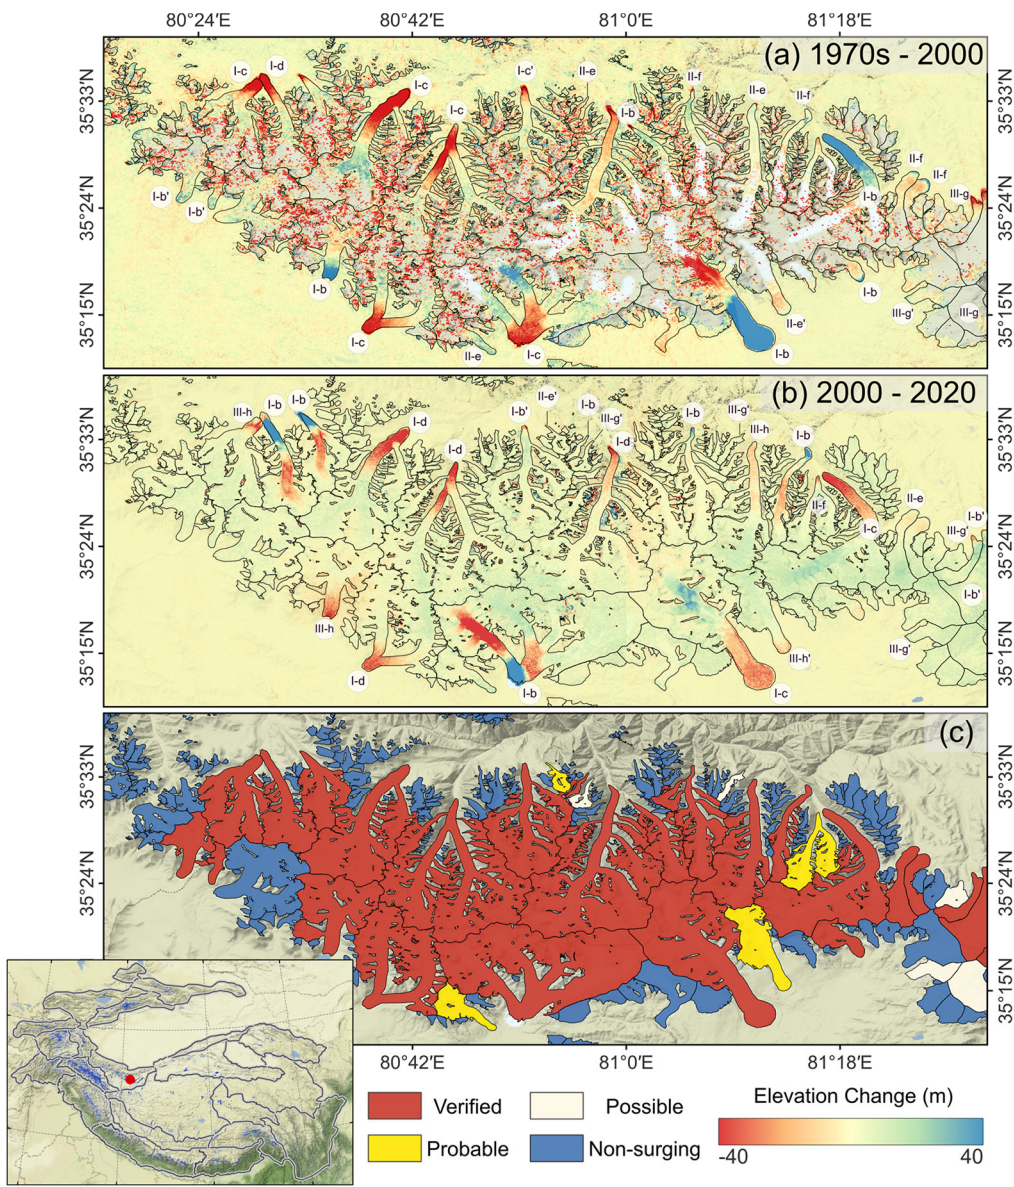 80°24'E 80°42'E 81°0'E 81°18'E
(a) 1970s - 2000
35°33'N
35°24'N
35°15'N
35°33'N
35°24'N
35°15'N
I-c I-d I-c I-c I-c' II-e I-b II-f II-e II-f
II-f II-f III-g
I-b' I-b' I-b
I-b I-b
III-g' III-g
I-c II-e I-c II-e' I-b
(b) 2000 - 2020
35°33'N
35°24'N
35°15'N
35°33'N
35°24'N
35°15'N
III-h I-b I-b I-d I-d I-b' II-e' I-b III-g' I-d I-b III-g' III-h I-b
II-f I-c II-e III-g' I-b'
I-b'
III-h I-d I-b III-h' I-c III-g'
(c)
35°33'N
35°24'N
35°15'N
35°33'N
35°24'N
35°15'N
80°42'E 81°0'E 81°18'E
Verified Possible
Probable Non-surging
Elevation Change (m)
-40 40